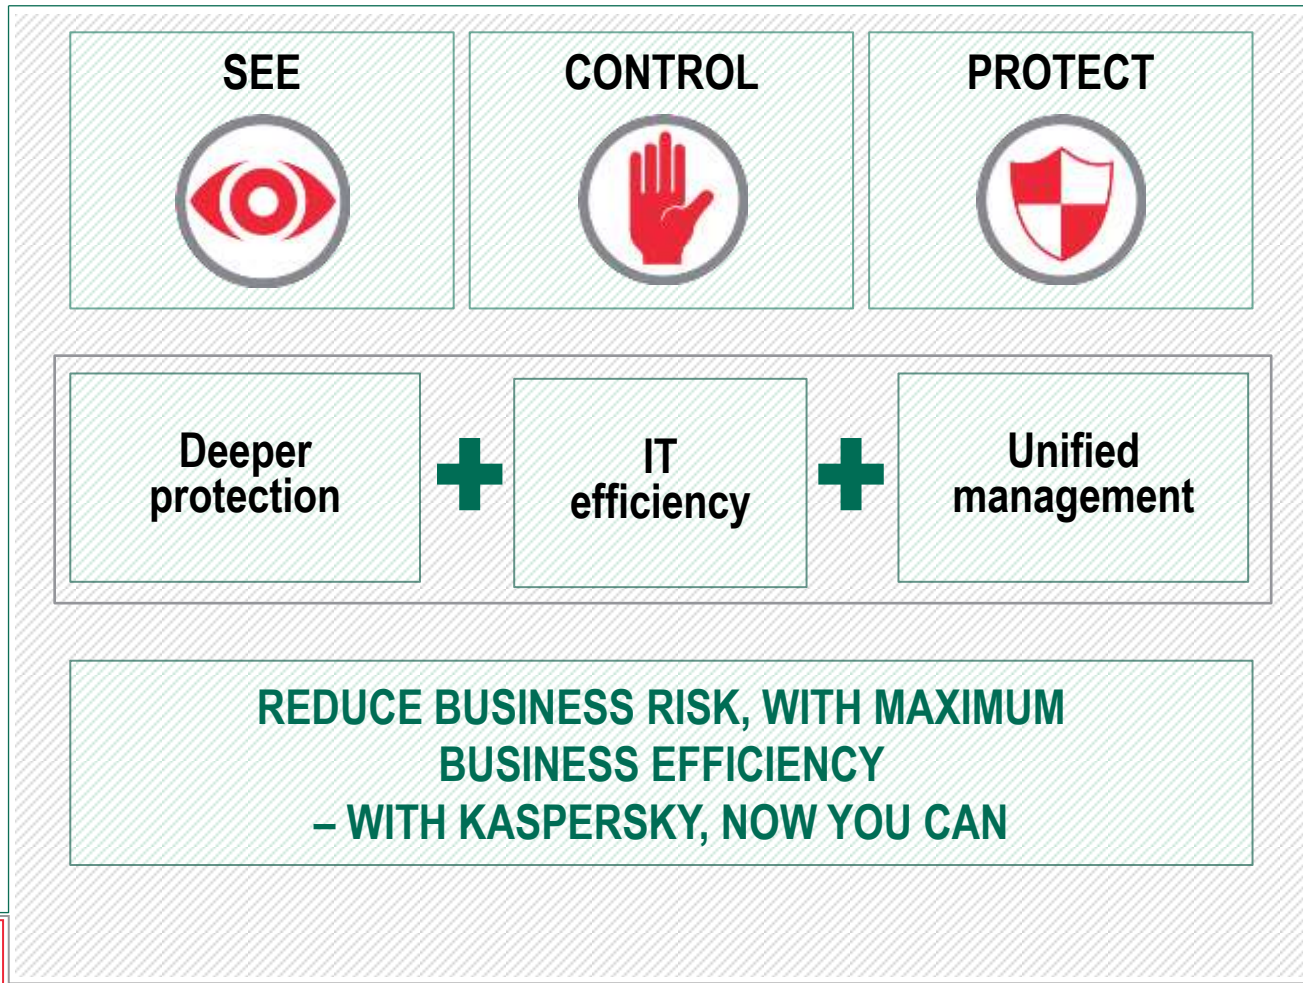 SEE
CONTROL
PROTECT
Deeper
protection
IT
efficiency
Unified
management
REDUCE BUSINESS RISK, WITH MAXIMUM
BUSINESS EFFICIENCY
– WITH KASPERSKY, NOW YOU CAN